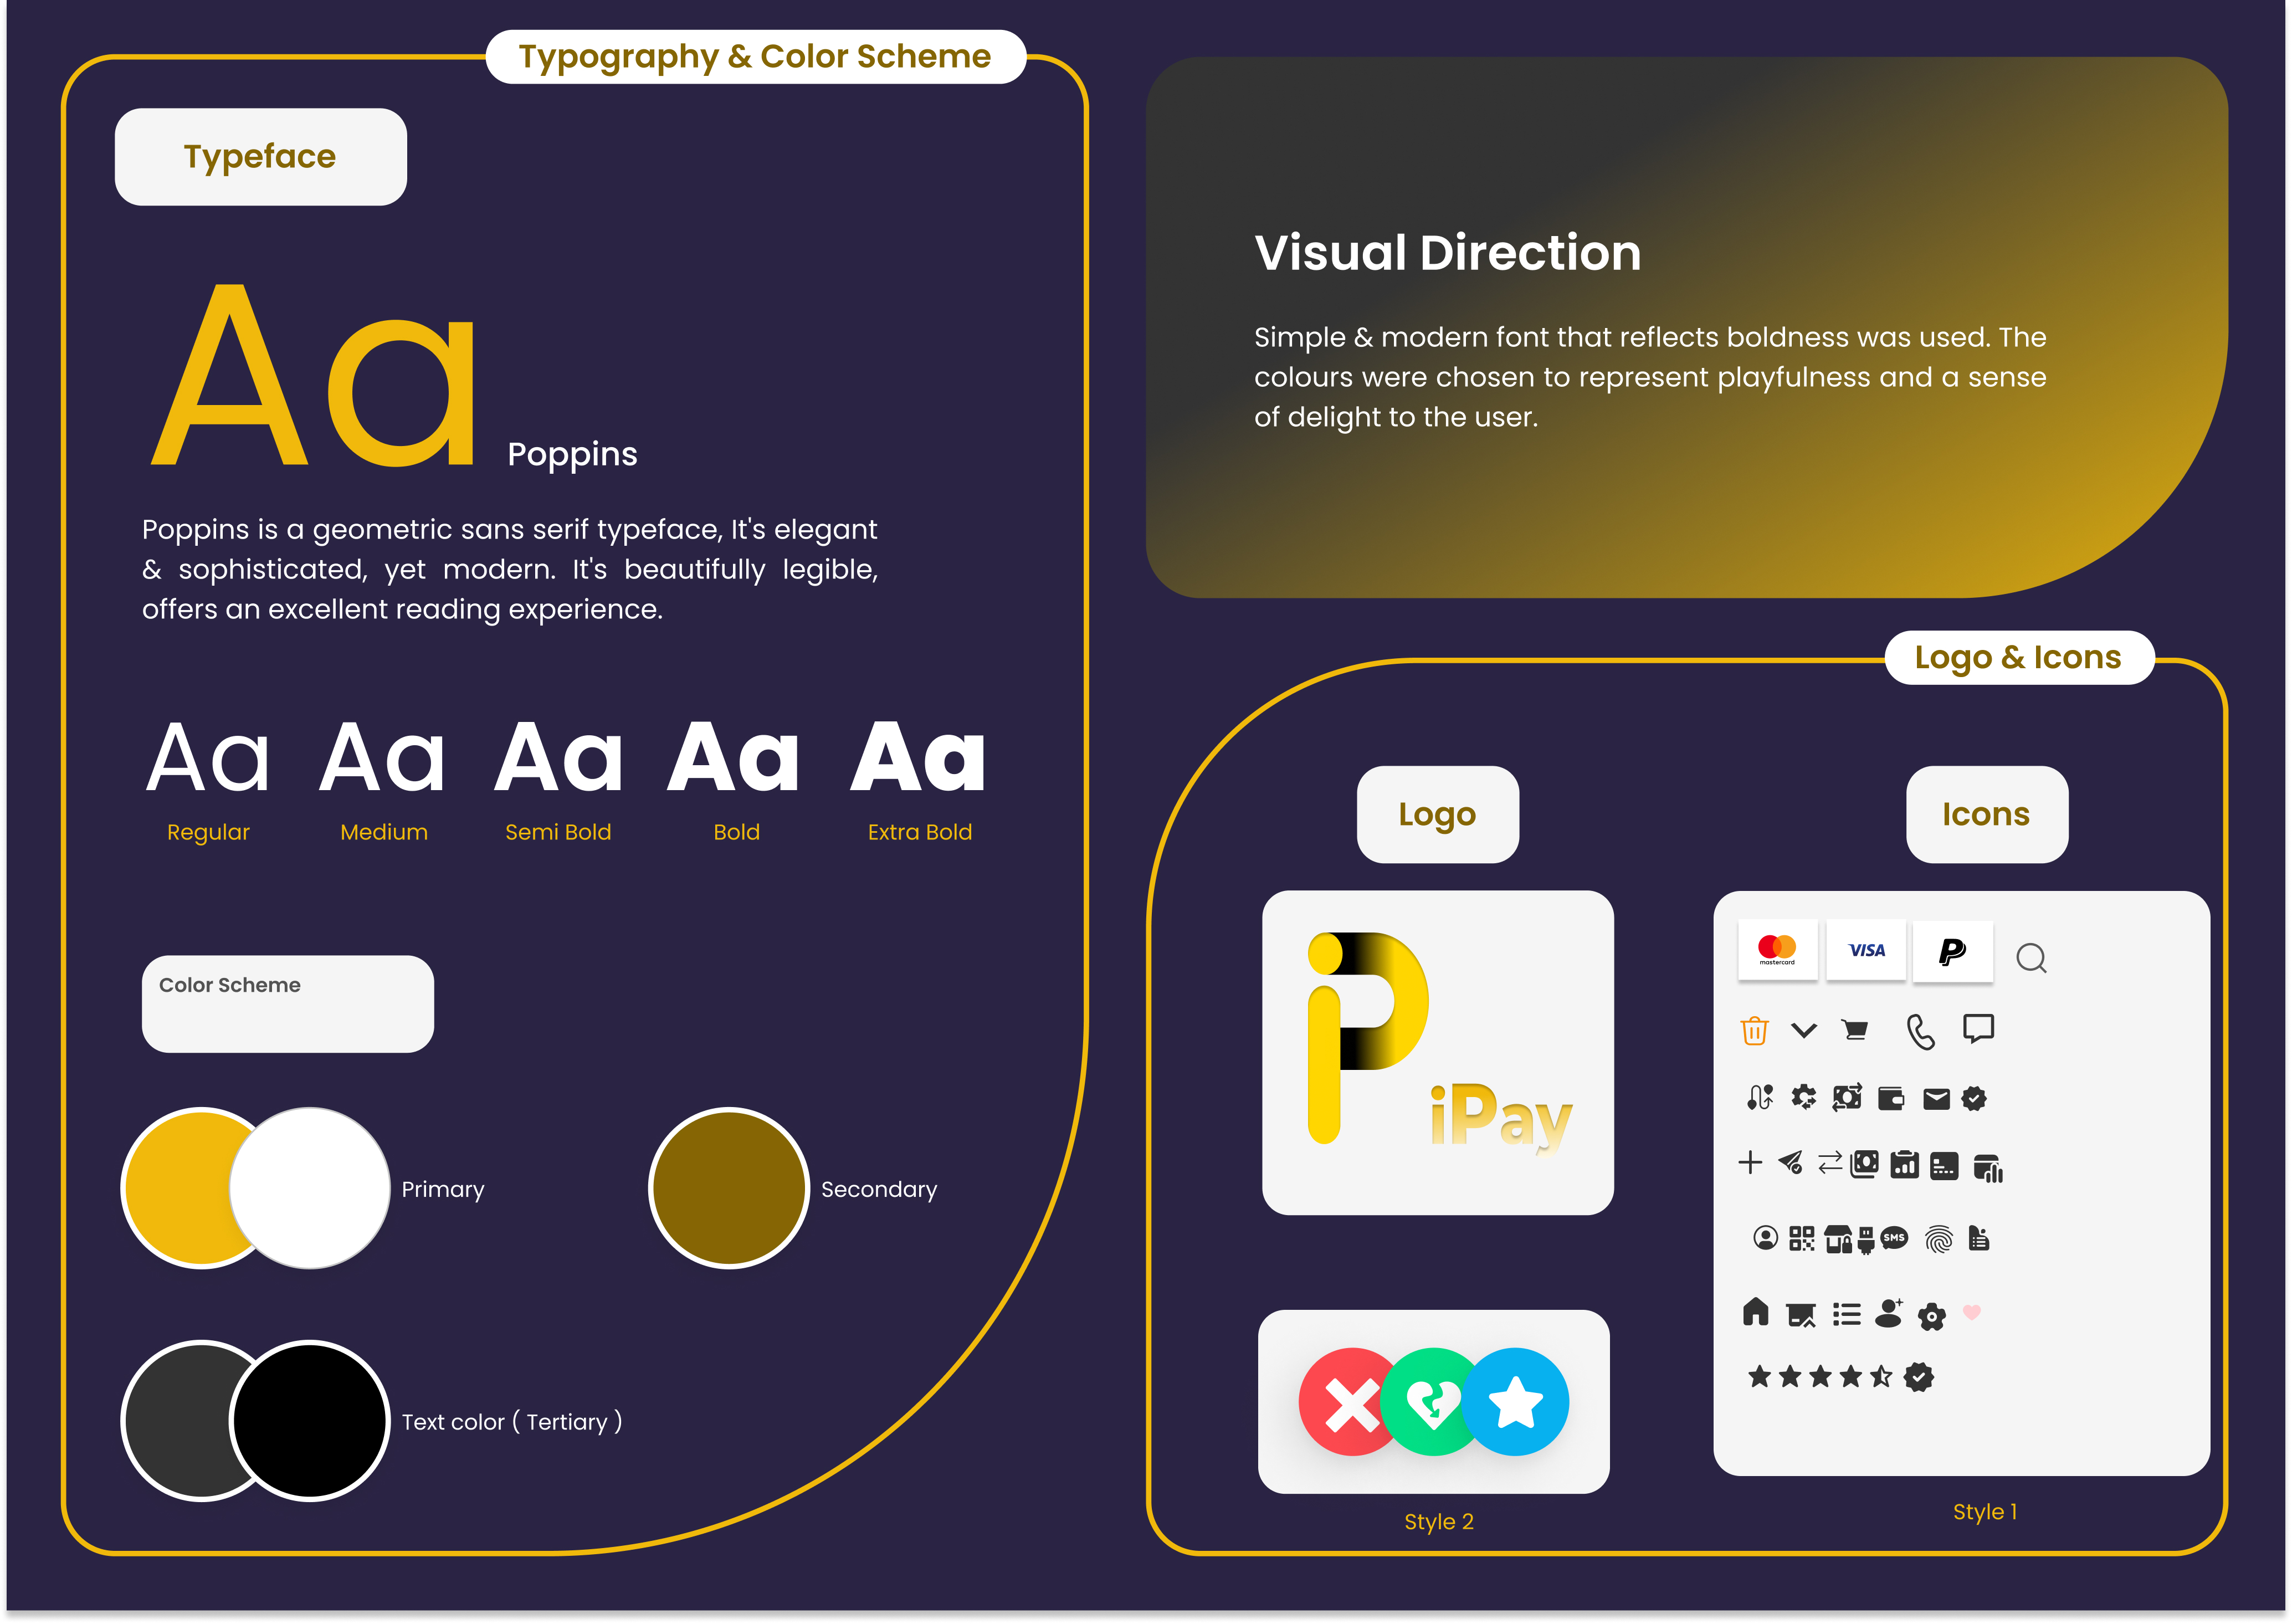 Typography & Color Scheme
Typeface
Aa
Poppins
Poppins is a geometric sans serif typeface, It's elegant
& sophisticated, yet modern. It's beautifully legible,
offers an excellent reading experience.
Aa Aa Aa Aa Aa
Regular Medium Semi Bold Bold Extra Bold
Color Scheme
Primary
Secondary
Text color ( Tertiary )
Visual Direction
Simple & modern font that reflects boldness was used. The
colours were chosen to represent playfulness and a sense
of delight to the user.
Logo & Icons
Logo
iP
iPay
Style 2
Icons
mastercard
VISA
P
SMS
Style 1